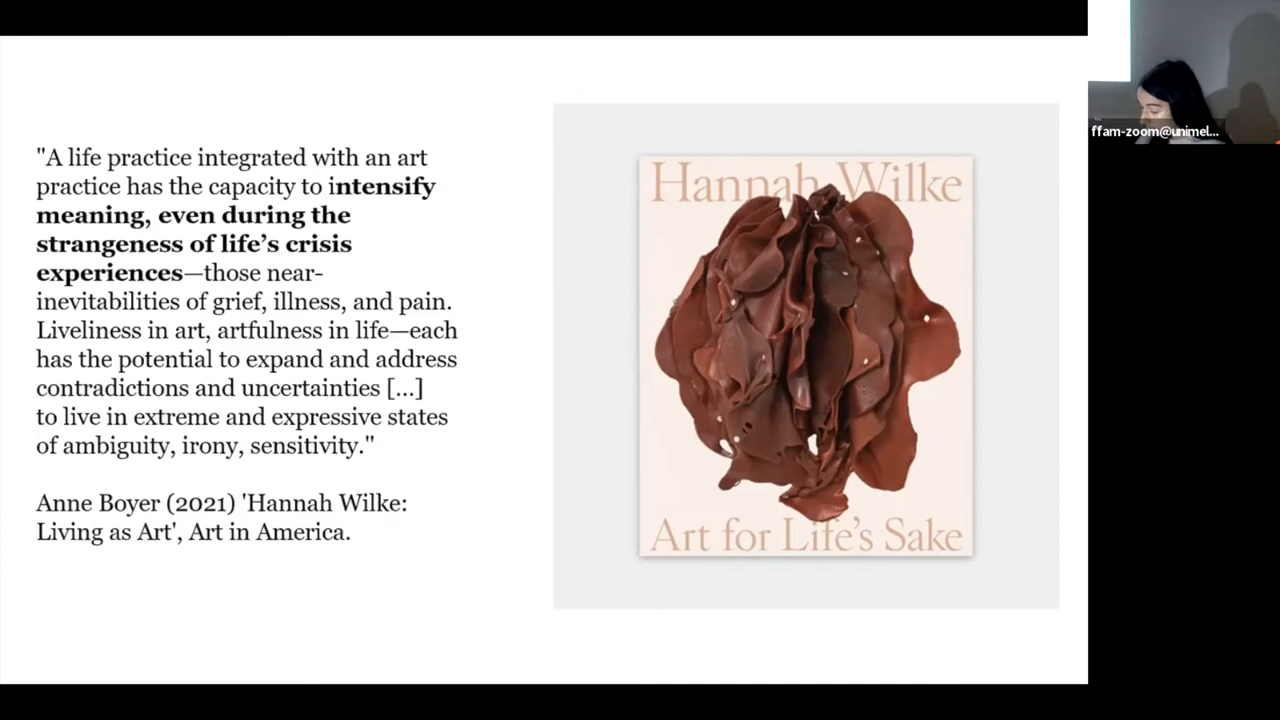 "A life practice integrated with an art
practice has the capacity to intensify
meaning, even during the
strangeness of life’s crisis
experiences—those near-
inevitabilities of grief, illness, and pain.
Liveliness in art, artfulness in life—each
has the potential to expand and address
contradictions and uncertainties [...]
to live in extreme and expressive states
of ambiguity, irony, sensitivity."
Anne Boyer (2021) 'Hannah Wilke:
Living as Art', Art in America.
Hannah Wilke
Art for Life’s Sake
ffam-zoom@unimel...